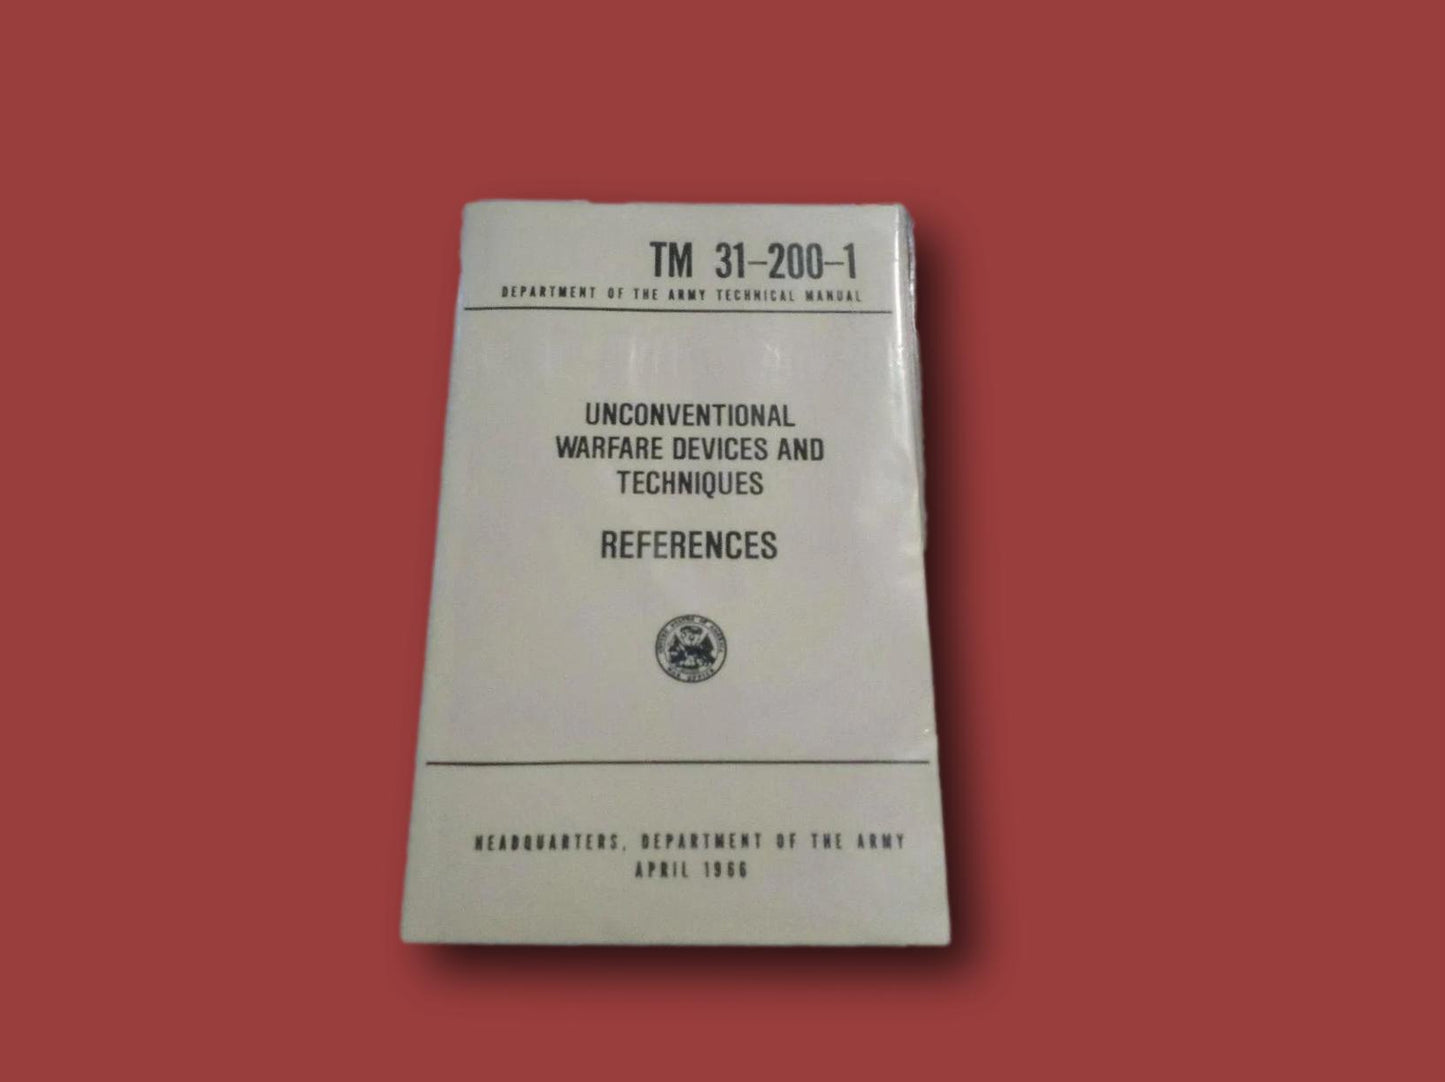 TM 31-200-1
DEPARTMENT OF THE ARMY TECHNICAL MANUAL
UNCONVENTIONAL
WARFARE DEVICES AND
TECHNIQUES
REFERENCES
HEADQUARTERS, DEPARTMENT OF THE ARMY
APRIL 1966